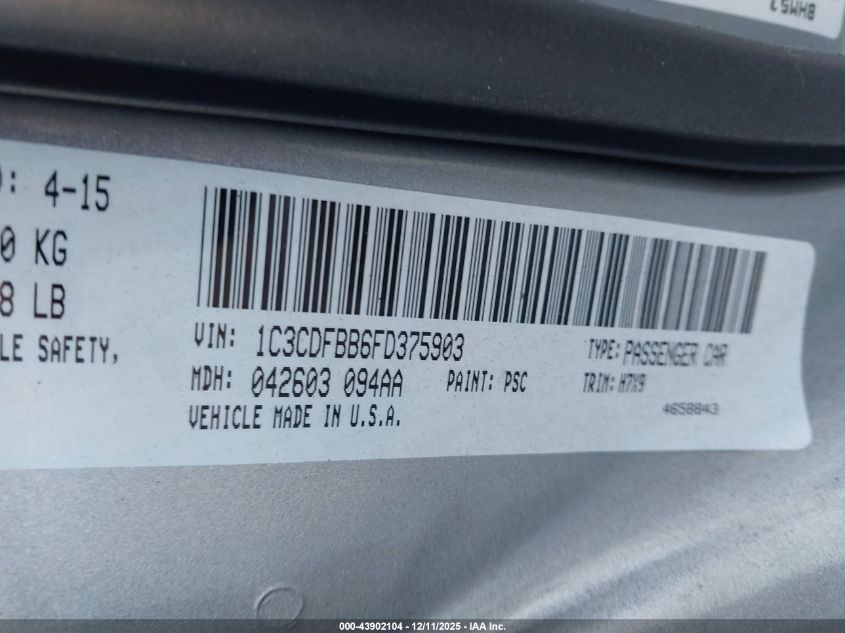 : 4-15
0 KG
8 LB
LE SAFETY,
VIN: 1C3CDFBB6FD375903
TYPE: PASSENGER CAR
MDH: 042603 094AA
PAINT: PSC
TRIM: H7X9
VEHICLE MADE IN U.S.A.
4658843
000-43902104 - 12/11/2025 - IAA Inc.